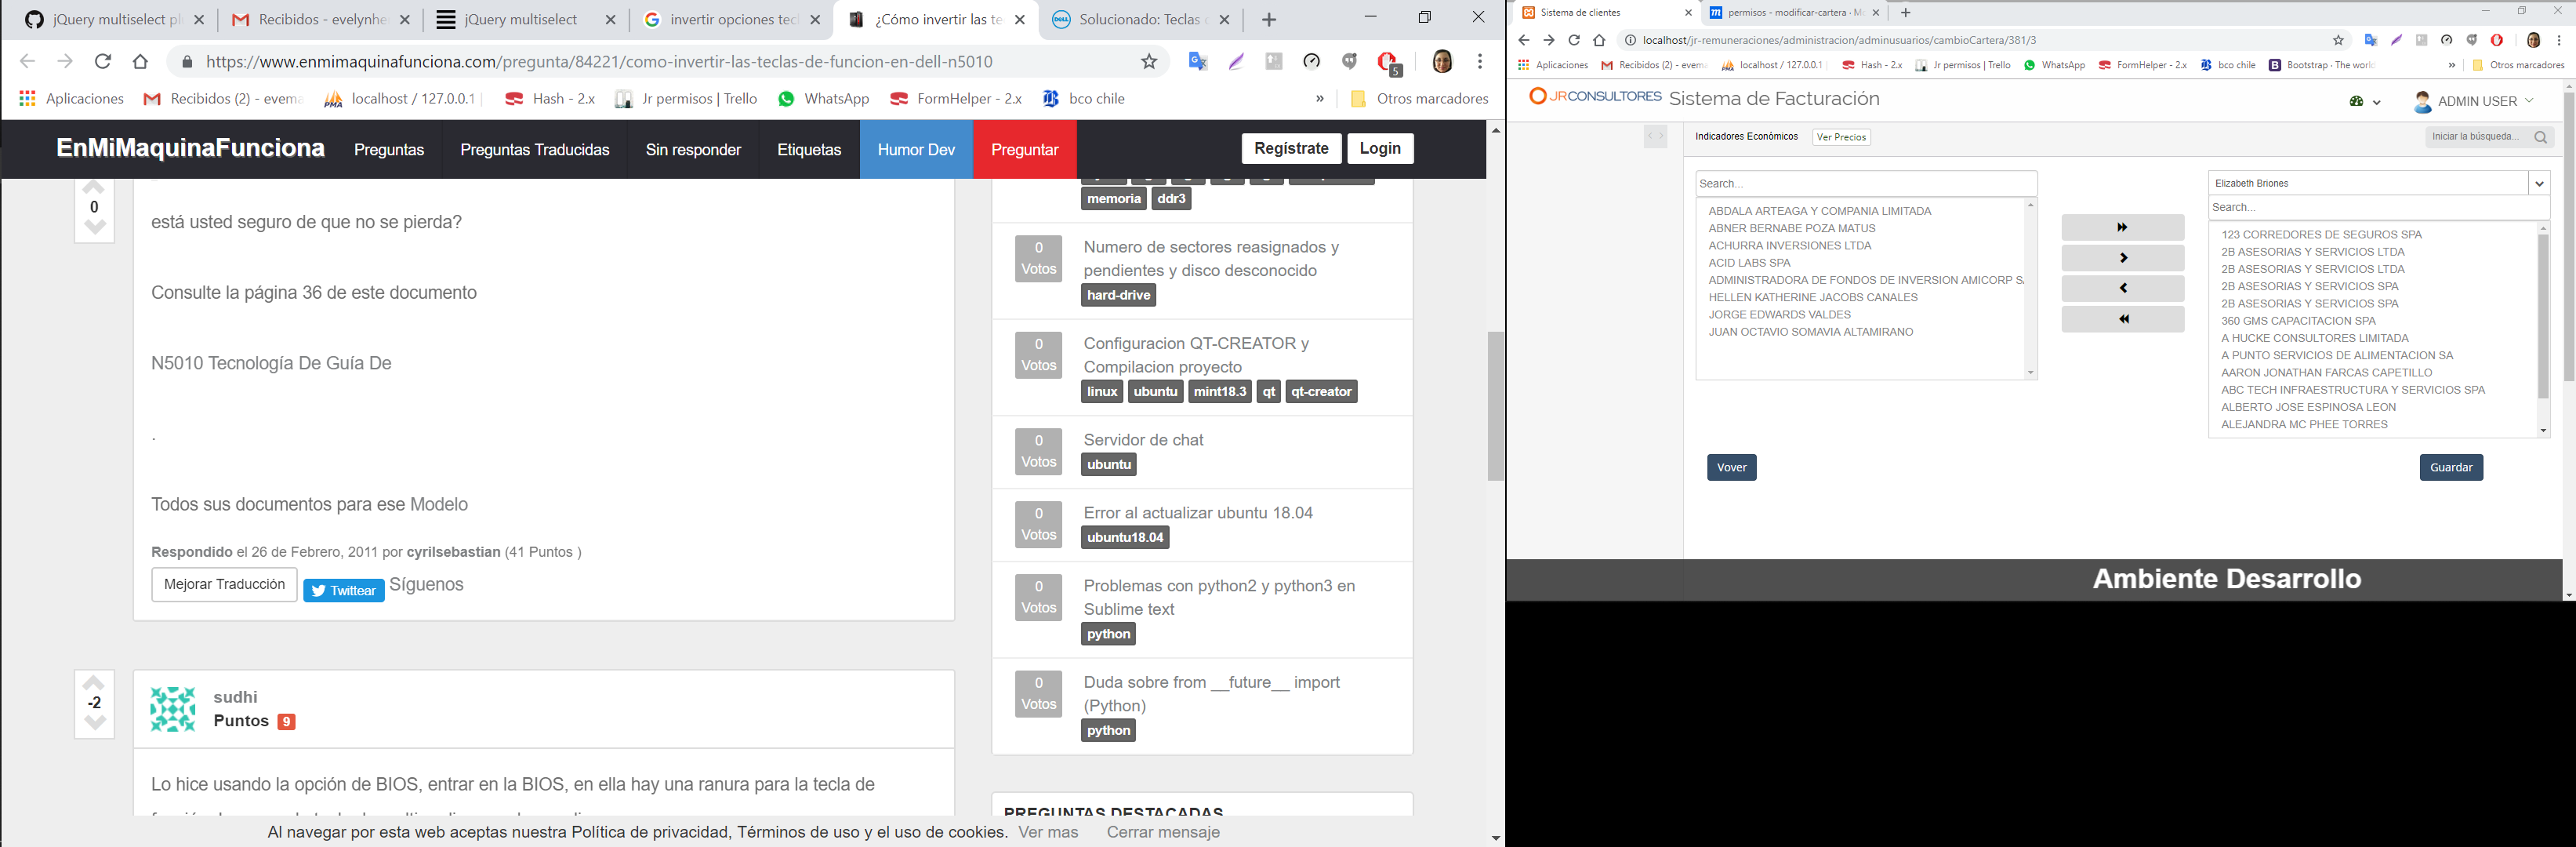 jQuery multiselect pl
Recibidos - evelynhe
jQuery multiselect
invertir opciones tecl
¿Cómo invertir las te
Solucionado: Teclas
https://www.enmimaquinafunciona.com/pregunta/84221/como-invertir-las-teclas-de-funcion-en-dell-n5010
5
Aplicaciones
Recibidos (2) - evema
localhost / 127.0.0.1
Hash - 2.x
Jr permisos | Trello
WhatsApp
FormHelper - 2.x
bco chile
»
Otros marcadores
EnMiMaquinaFunciona
Preguntas
Preguntas Traducidas
Sin responder
Etiquetas
Humor Dev
Preguntar
Regístrate
Login
0
está usted seguro de que no se pierda?
Consulte la página 36 de este documento
N5010 Tecnología De Guía De
.
Todos sus documentos para ese Modelo
Respondido el 26 de Febrero, 2011 por cyrilsebastian (41 Puntos )
Mejorar Traducción
Twittear
Síguenos
-2
sudhi
Puntos 9
Lo hice usando la opción de BIOS, entrar en la BIOS, en ella hay una ranura para la tecla de
memoria ddr3
0
Votos
Numero de sectores reasignados y
pendientes y disco desconocido
hard-drive
0
Votos
Configuracion QT-CREATOR y
Compilacion proyecto
linux ubuntu mint18.3 qt qt-creator
0
Votos
Servidor de chat
ubuntu
0
Votos
Error al actualizar ubuntu 18.04
ubuntu18.04
0
Votos
Problemas con python2 y python3 en
Sublime text
python
0
Votos
Duda sobre from __future__ import
(Python)
python
PREGUNTAS DESTACADAS
Al navegar por esta web aceptas nuestra Política de privacidad, Términos de uso y el uso de cookies. Ver mas Cerrar mensaje
Sistema de clientes
permisos - modificar-cartera · Mo
localhost/jr-remuneraciones/administracion/adminusuarios/cambioCartera/381/3
Aplicaciones
Recibidos (2) - evema
localhost / 127.0.0.1
Hash - 2.x
Jr permisos | Trello
WhatsApp
FormHelper - 2.x
bco chile
Bootstrap · The world
»
Otros marcadores
JRCONSULTORES Sistema de Facturación
ADMIN USER
Indicadores Económicos
Ver Precios
Iniciar la búsqueda...
Search...
ABDALA ARTEAGA Y COMPANIA LIMITADA
ABNER BERNABE POZA MATUS
ACHURRA INVERSIONES LTDA
ACID LABS SPA
ADMINISTRADORA DE FONDOS DE INVERSION AMICORP S
HELLEN KATHERINE JACOBS CANALES
JORGE EDWARDS VALDES
JUAN OCTAVIO SOMAVIA ALTAMIRANO
Elizabeth Briones
Search...
123 CORREDORES DE SEGUROS SPA
2B ASESORIAS Y SERVICIOS LTDA
2B ASESORIAS Y SERVICIOS LTDA
2B ASESORIAS Y SERVICIOS SPA
2B ASESORIAS Y SERVICIOS SPA
360 GMS CAPACITACION SPA
A HUCKE CONSULTORES LIMITADA
A PUNTO SERVICIOS DE ALIMENTACION SA
AARON JONATHAN FARCAS CAPETILLO
ABC TECH INFRAESTRUCTURA Y SERVICIOS SPA
ALBERTO JOSE ESPINOSA LEON
ALEJANDRA MC PHEE TORRES
Vover
Guardar
Ambiente Desarrollo